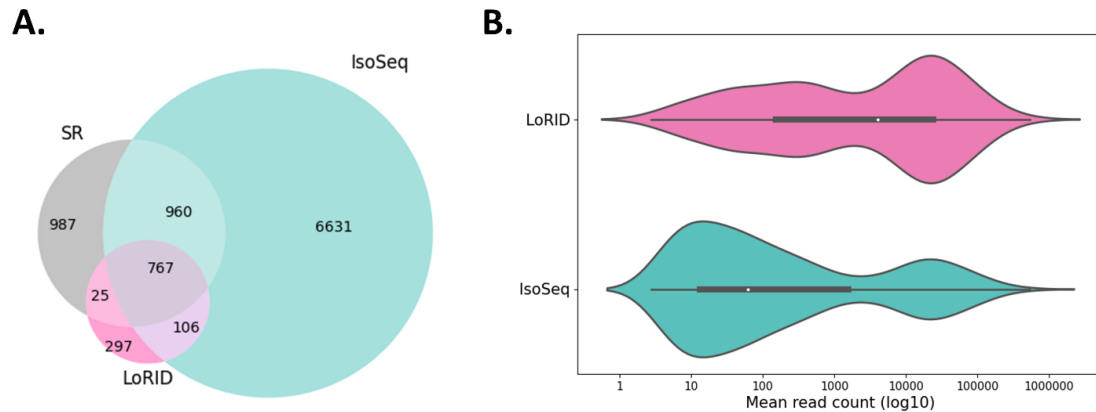 A.
IsoSeq
SR
987
960
6631
767
25
106
297
LoRID
B.
LoRID
IsoSeq
1 10 100 1000 10000 100000 1000000
Mean read count (log10)